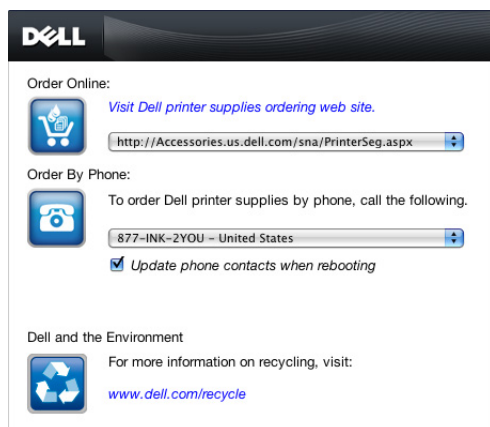 DELL
Order Online:
Visit Dell printer supplies ordering web site.
http://Accessories.us.dell.com/sna/PrinterSeg.aspx
Order By Phone:
To order Dell printer supplies by phone, call the following.
877-INK-2YOU - United States
Update phone contacts when rebooting
Dell and the Environment
For more information on recycling, visit:
www.dell.com/recycle